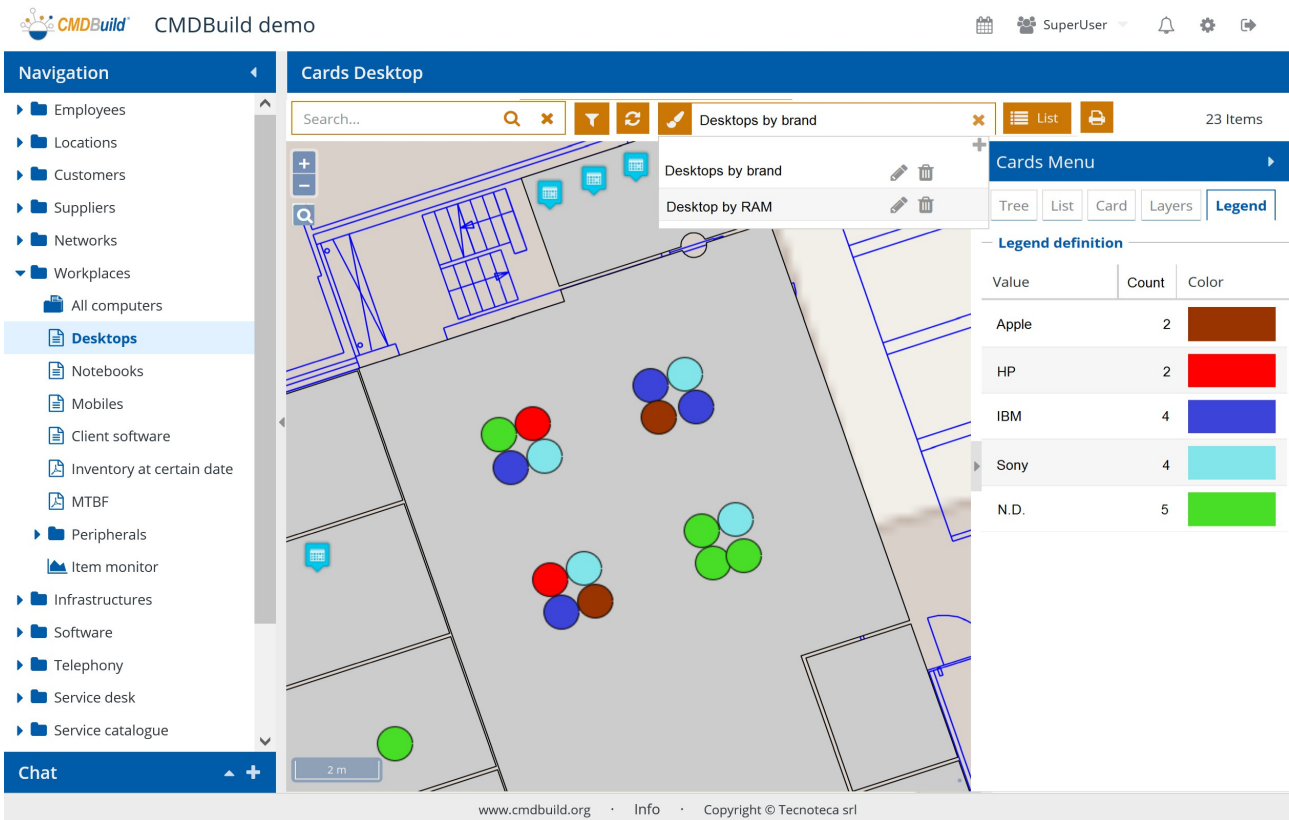 CMDBuild CMDBuild demo SuperUser
Navigation
Employees
Locations
Customers
Suppliers
Networks
Workplaces
All computers
Desktops
Notebooks
Mobiles
Client software
Inventory at certain date
MTBF
Peripherals
Item monitor
Infrastructures
Software
Telephony
Service desk
Service catalogue
Chat
Cards Desktop
Search... Desktops by brand List 23 Items
Desktops by brand
Desktop by RAM
2 m
Cards Menu
Tree List Card Layers Legend
Legend definition
Value Count Color
Apple 2
HP 2
IBM 4
Sony 4
N.D. 5
www.cmdbuild.org · Info · Copyright © Tecnoteca srl